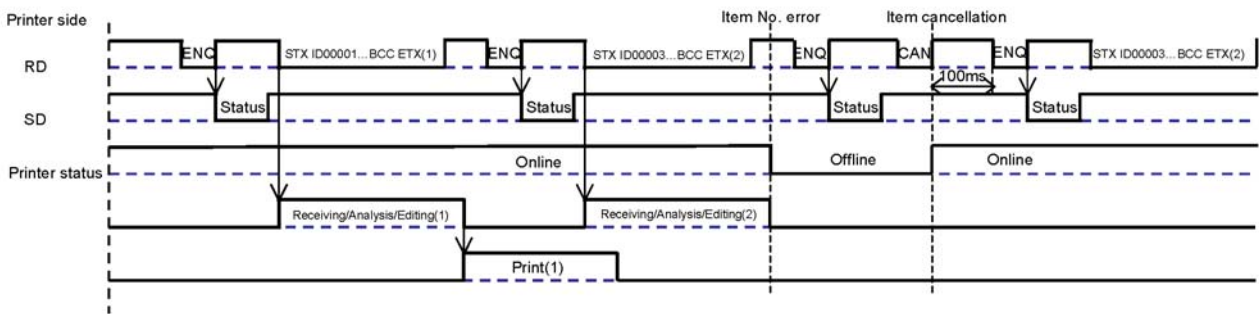 Printer side Item No. error Item cancellation
RD ENQ STX ID00001...BCC ETX(1) ENQ STX ID00003...BCC ETX(2) ENQ CAN ENQ STX ID00003...BCC ETX(2)
100ms
SD Status Status Status Status
Printer status Online Offline Online
Receiving/Analysis/Editing(1) Receiving/Analysis/Editing(2)
Print(1)